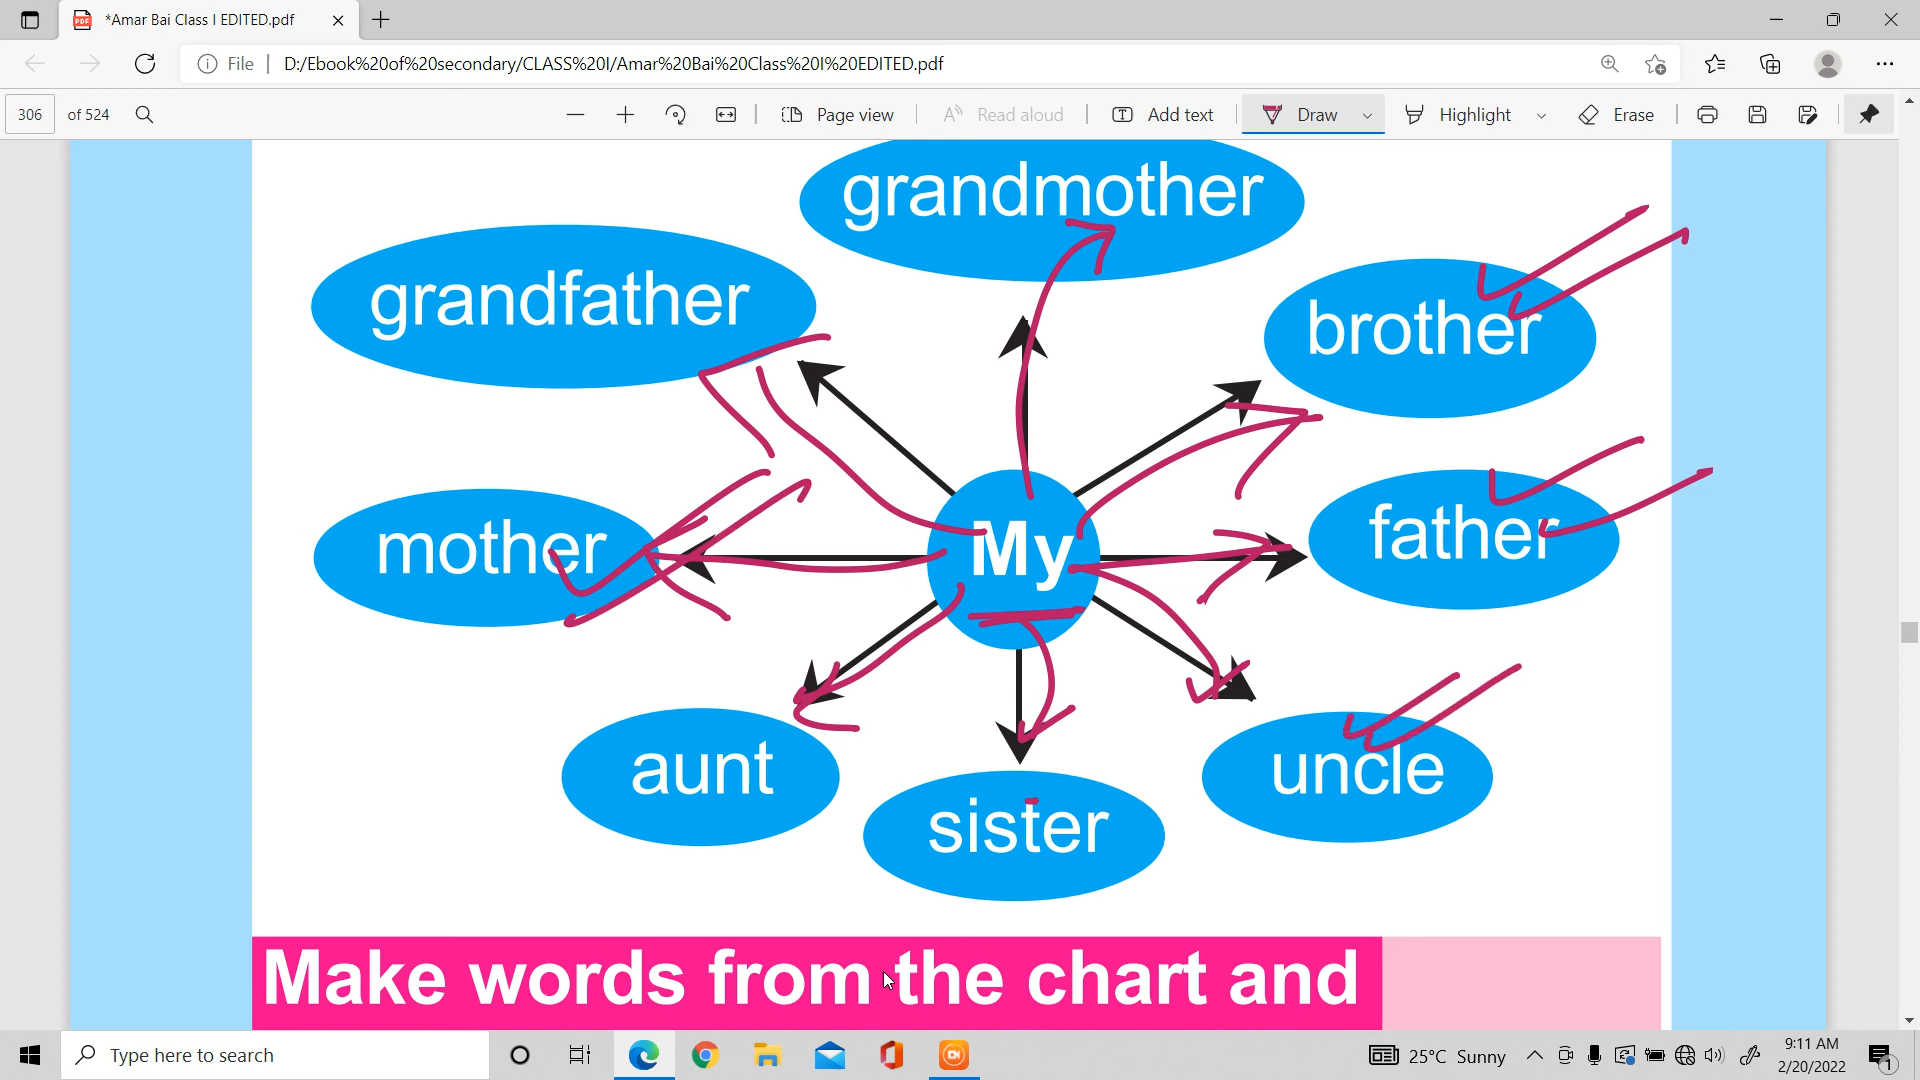 *Amar Bai Class I EDITED.pdf
File D:/Ebook%20of%20secondary/CLASS%20I/Amar%20Bai%20Class%20I%20EDITED.pdf
306 of 524 Page view Read aloud Add text Draw Highlight Erase
grandmother
grandfather
brother
My
father
mother
aunt
uncle
sister
Make words from the chart and
Type here to search
25°C Sunny
9:11 AM
2/20/2022
1